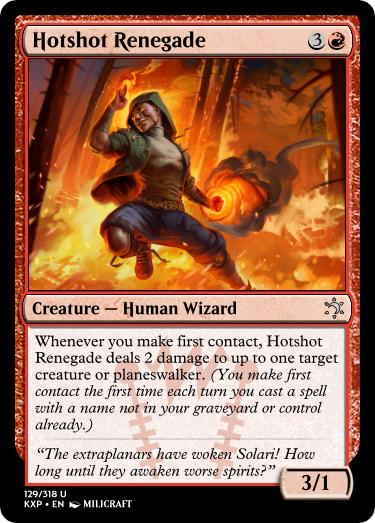 Hotshot Renegade 3
Creature — Human Wizard
Whenever you make first contact, Hotshot
Renegade deals 2 damage to up to one target
creature or planeswalker. (You make first
contact the first time each turn you cast a spell
with a name not in your graveyard or control
already.)
“The extraplanars have woken Solari! How
long until they awaken worse spirits?”
3/1
129/318 U
KXP • EN MILICRAFT